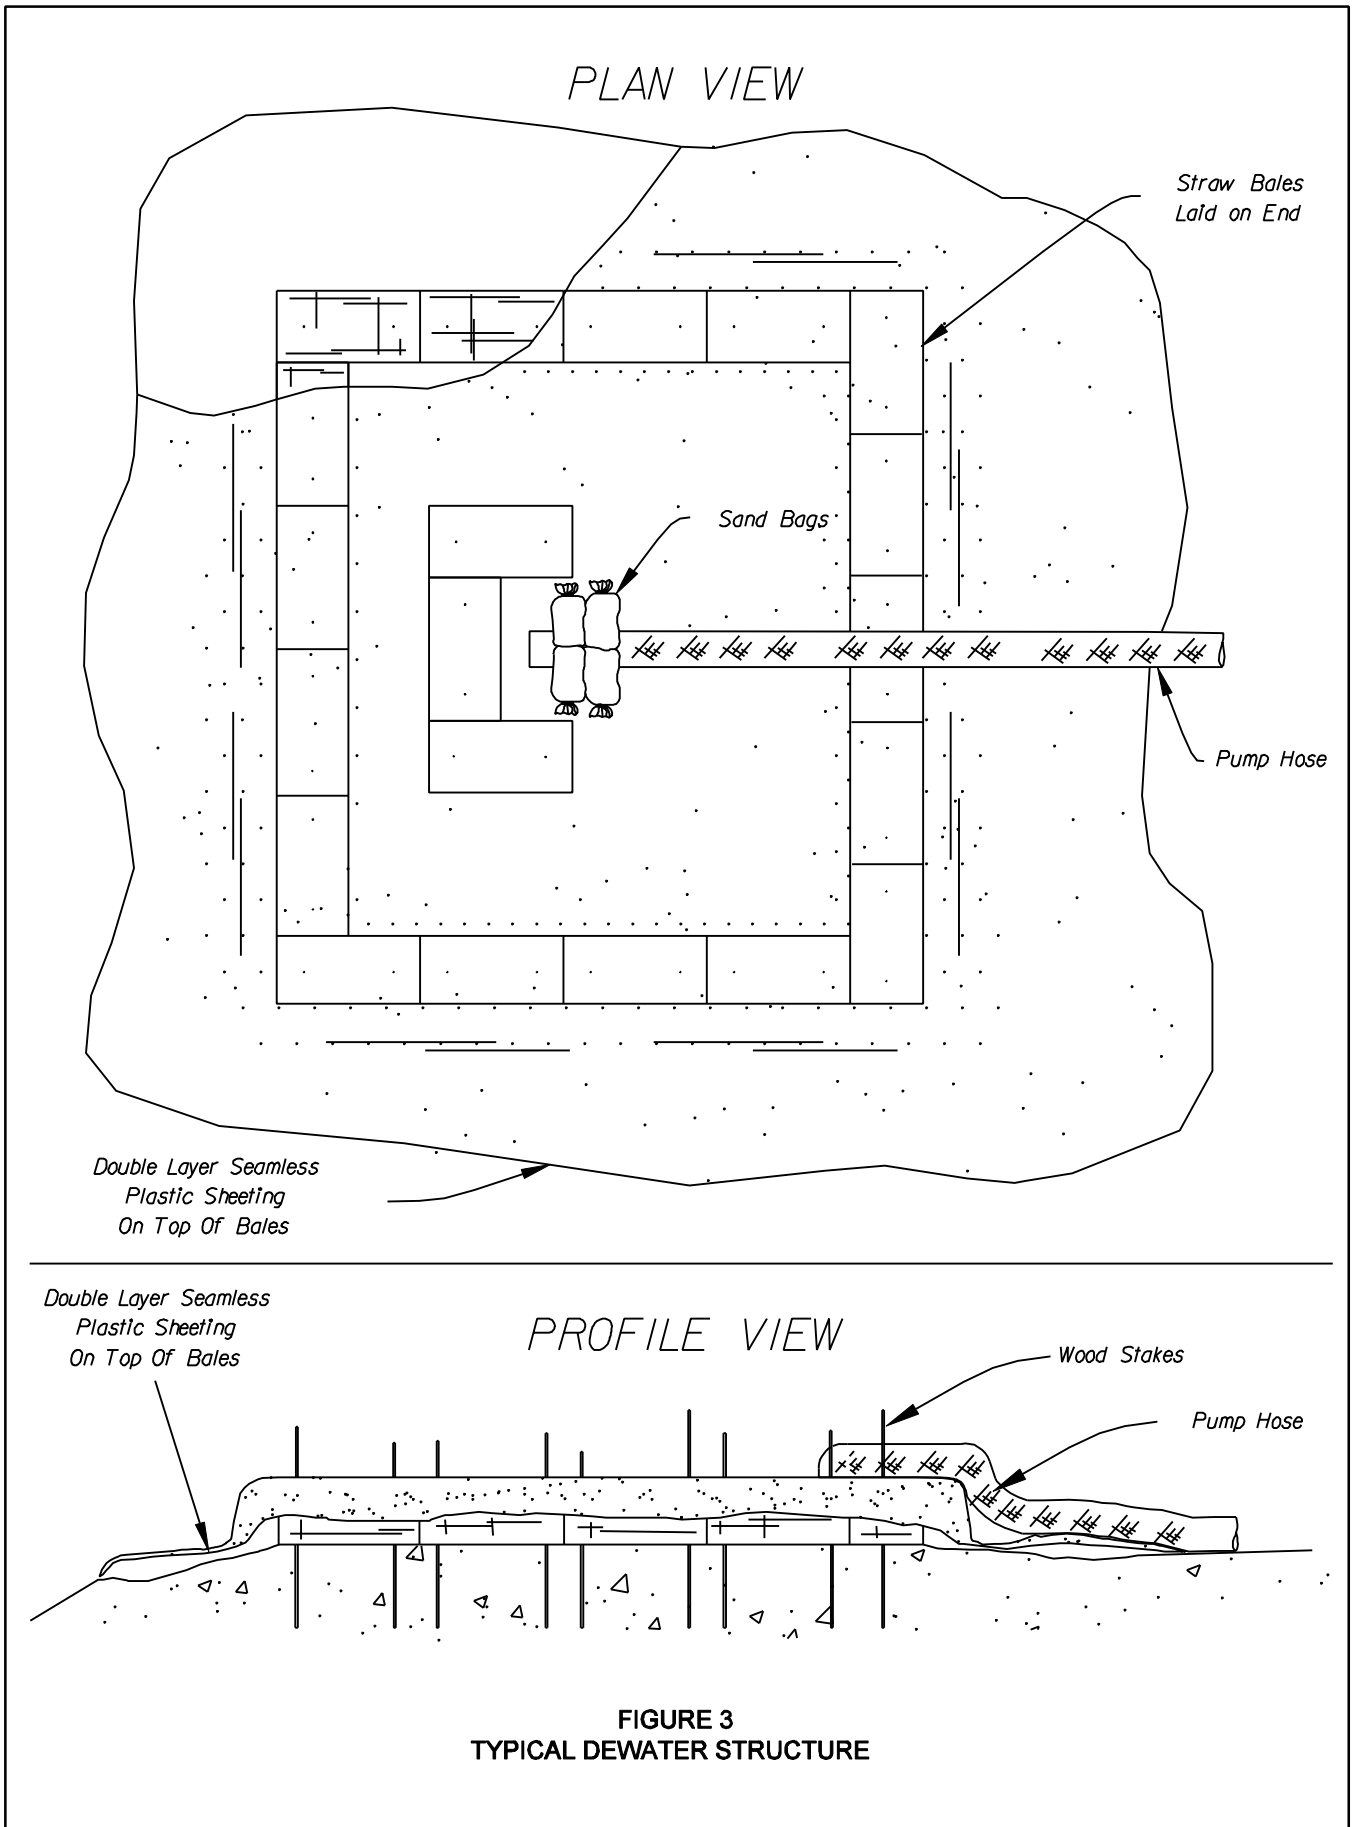 PLAN VIEW
Straw Bales
Laid on End
Sand Bags
Pump Hose
Double Layer Seamless
Plastic Sheeting
On Top Of Bales
Double Layer Seamless
Plastic Sheeting
On Top Of Bales
PROFILE VIEW
Wood Stakes
Pump Hose
FIGURE 3
TYPICAL DEWATER STRUCTURE